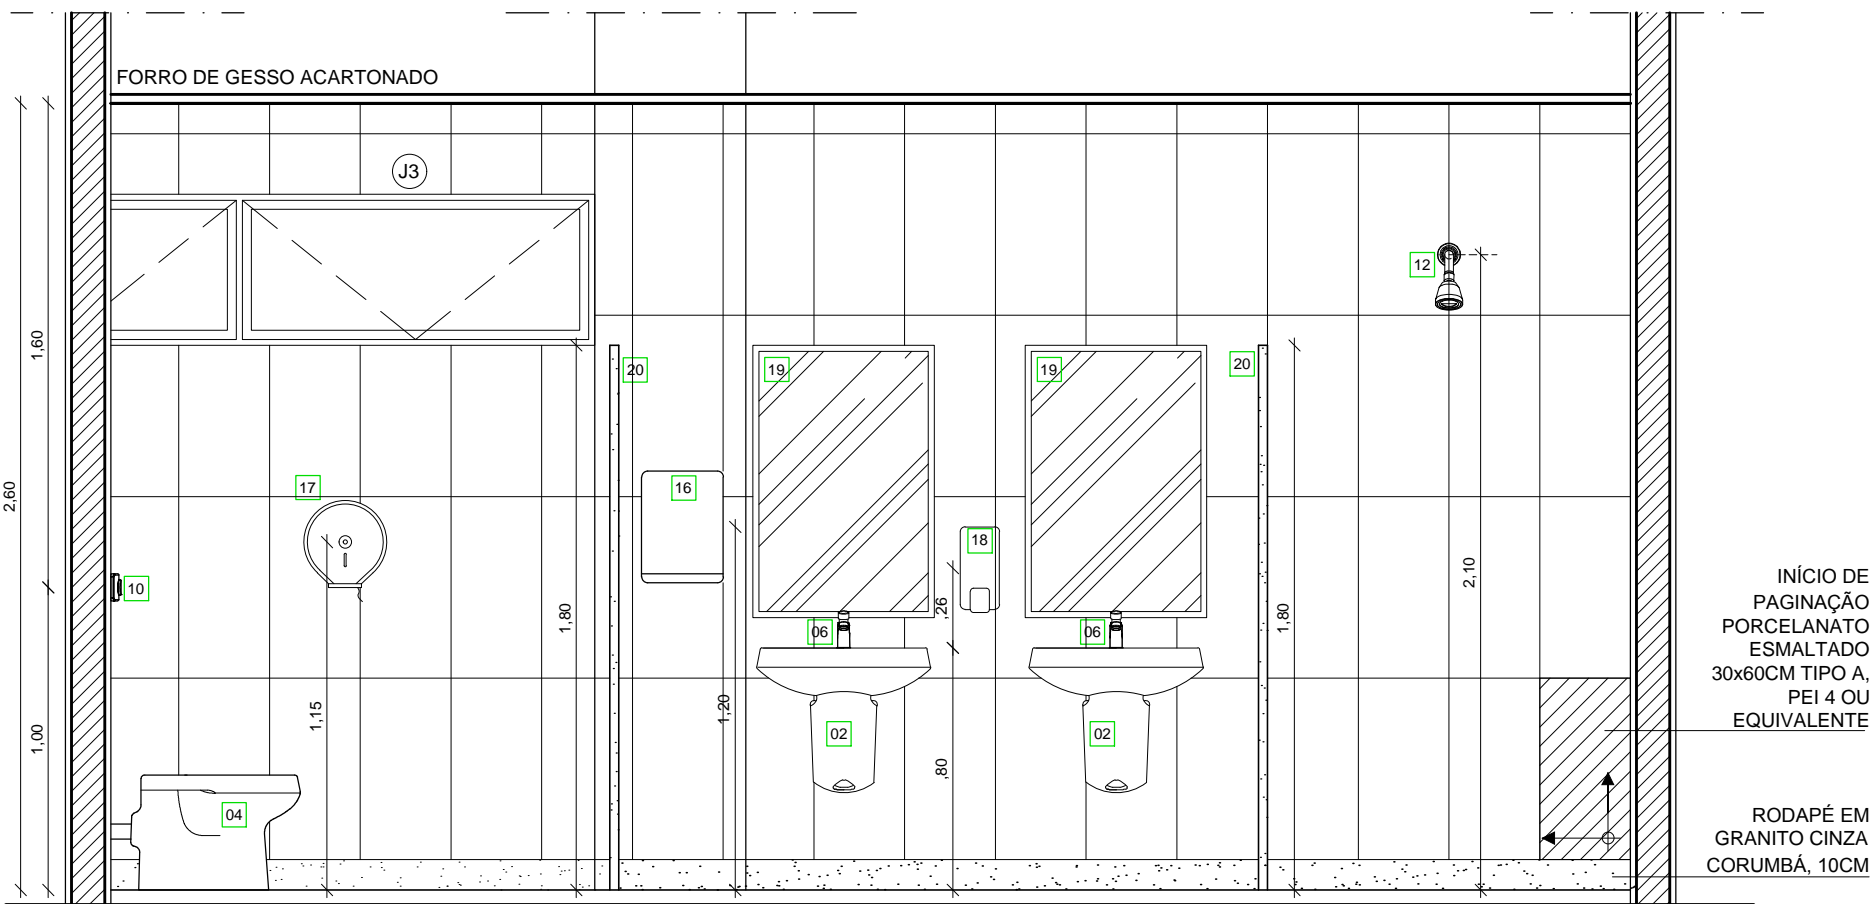 FORRO DE GESSO ACARTONADO
J3
12
1,60
20
19
19
20
2,60
17
16
18
10
1,80
,26
1,80
2,10
INÍCIO DE
PAGINAÇÃO
PORCELANATO
ESMALTADO
30x60CM TIPO A,
PEI 4 OU
EQUIVALENTE
06
06
1,00
1,15
1,20
02
02
,80
04
RODAPÉ EM
GRANITO CINZA
CORUMBÁ, 10CM